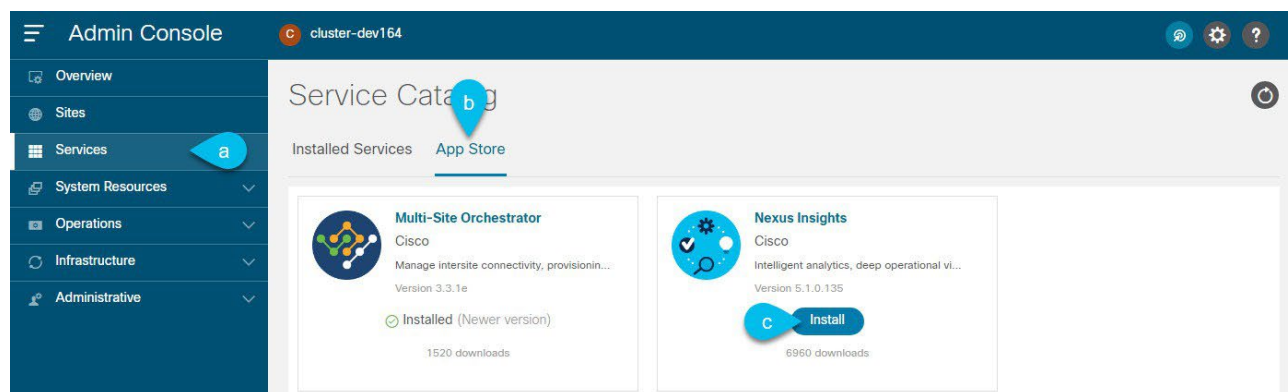 Admin Console
C cluster-dev164
?
Overview
Sites
Services
a
System Resources
Operations
Infrastructure
Administrative
Service Catalog
b
Installed Services
App Store
Multi-Site Orchestrator
Cisco
Manage intersite connectivity, provisionin...
Version 3.3.1e
Installed (Newer version)
1520 downloads
Nexus Insights
Cisco
Intelligent analytics, deep operational vi...
Version 5.1.0.135
c
Install
6960 downloads